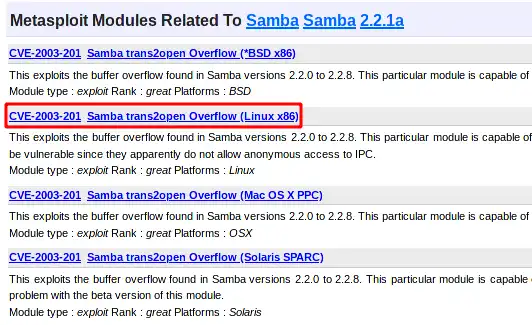 Metasploit Modules Related To Samba Samba 2.2.1a
CVE-2003-201 Samba trans2open Overflow (*BSD x86)
This exploits the buffer overflow found in Samba versions 2.2.0 to 2.2.8. This particular module is capable of
Module type : exploit Rank : great Platforms : BSD
CVE-2003-201 Samba trans2open Overflow (Linux x86)
This exploits the buffer overflow found in Samba versions 2.2.0 to 2.2.8. This particular module is capable of
be vulnerable since they apparently do not allow anonymous access to IPC.
Module type : exploit Rank : great Platforms : Linux
CVE-2003-201 Samba trans2open Overflow (Mac OS X PPC)
This exploits the buffer overflow found in Samba versions 2.2.0 to 2.2.8. This particular module is capable of
Module type : exploit Rank : great Platforms : OSX
CVE-2003-201 Samba trans2open Overflow (Solaris SPARC)
This exploits the buffer overflow found in Samba versions 2.2.0 to 2.2.8. This particular module is capable
problem with the beta version of this module.
Module type : exploit Rank : great Platforms : Solaris